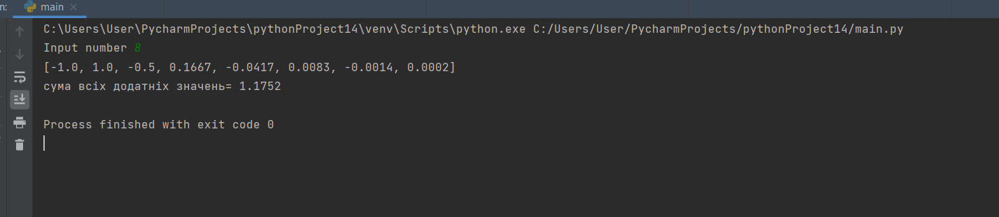 n:
main
C:\Users\User\PycharmProjects\pythonProject14\venv\Scripts\python.exe C:/Users/User/PycharmProjects/pythonProject14/main.py
Input number 8
[-1.0, 1.0, -0.5, 0.1667, -0.0417, 0.0083, -0.0014, 0.0002]
сума всіх додатніх значень= 1.1752
Process finished with exit code 0